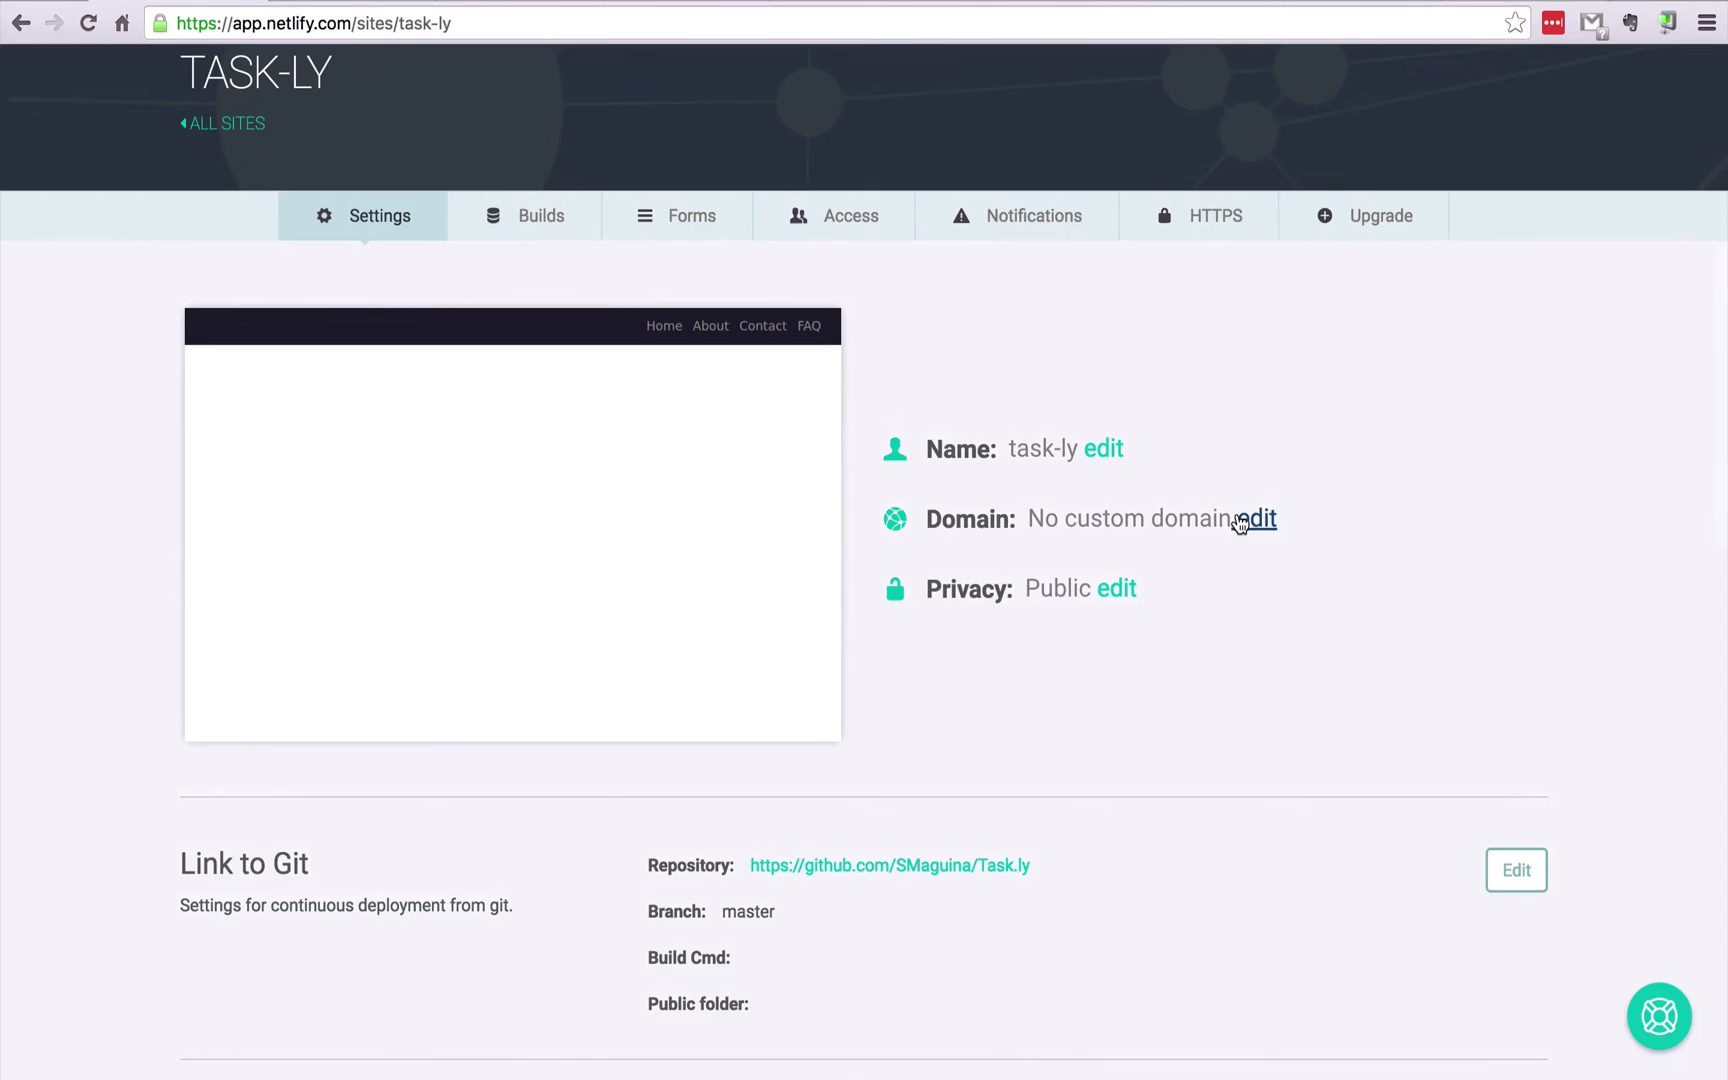 https://app.netlify.com/sites/task-ly
TASK-LY
ALL SITES
Settings
Builds
Forms
Access
Notifications
HTTPS
Upgrade
Home About Contact FAQ
Name: task-ly edit
Domain: No custom domain edit
Privacy: Public edit
Link to Git
Settings for continuous deployment from git.
Repository: https://github.com/SMaguina/Task.ly
Branch: master
Build Cmd:
Public folder:
Edit